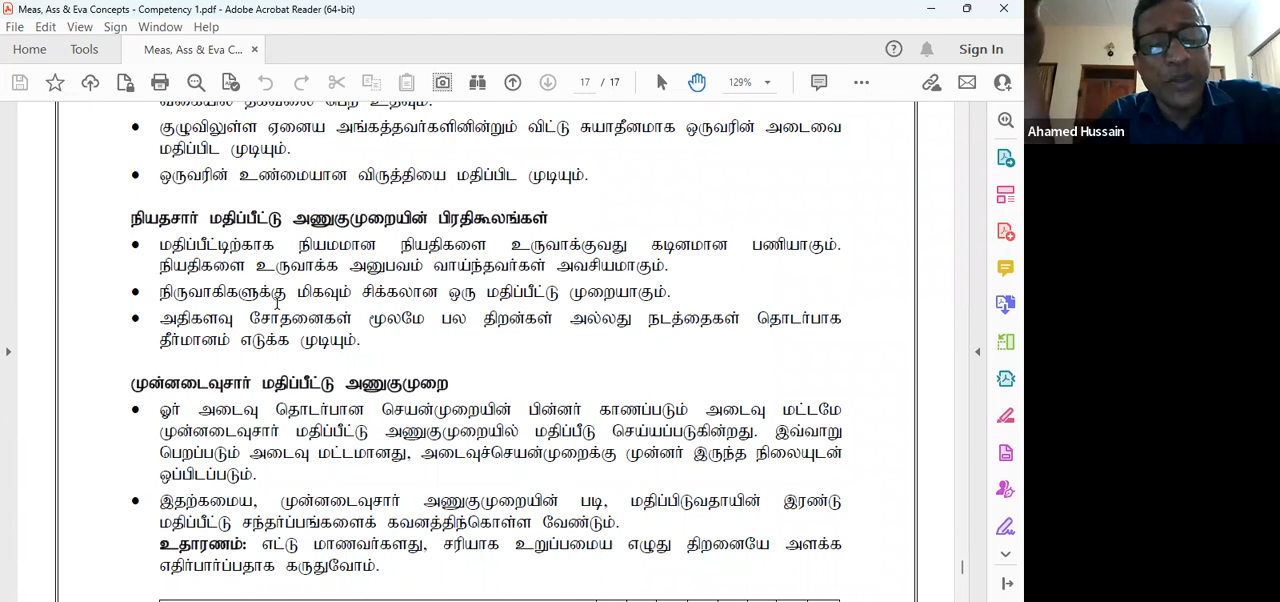 Meas, Ass & Eva Concepts - Competency 1.pdf - Adobe Acrobat Reader (64-bit)
File Edit View Sign Window Help
Home Tools Meas, Ass & Eva C... × Sign In
17 / 17 129%
Ahamed Hussain
வகையில் தகவலை பெற உதவும்.
• குழுவிலுள்ள ஏனைய அங்கத்தவர்களினின்றும் விட்டு சுயாதீனமாக ஒருவரின் அடைவை
மதிப்பிட முடியும்.
• ஒருவரின் உண்மையான விருத்தியை மதிப்பிட முடியும்.
நியதசார் மதிப்பீட்டு அணுகுமுறையின் பிரதிகூலங்கள்
• மதிப்பீட்டிற்காக நியமமான நியதிகளை உருவாக்குவது கடினமான பணியாகும்.
நியதிகளை உருவாக்க அனுபவம் வாய்ந்தவர்கள் அவசியமாகும்.
• நிருவாகிகளுக்கு மிகவும் சிக்கலான ஒரு மதிப்பீட்டு முறையாகும்.
• அதிகளவு சோதனைகள் மூலமே பல திறன்கள் அல்லது நடத்தைகள் தொடர்பாக
தீர்மானம் எடுக்க முடியும்.
முன்னடைவுசார் மதிப்பீட்டு அணுகுமுறை
• ஓர் அடைவு தொடர்பான செயன்முறையின் பின்னர் காணப்படும் அடைவு மட்டமே
முன்னடைவுசார் மதிப்பீட்டு அணுகுமுறையில் மதிப்பீடு செய்யப்படுகின்றது. இவ்வாறு
பெறப்படும் அடைவு மட்டமானது, அடைவுச்செயன்முறைக்கு முன்னர் இருந்த நிலையுடன்
ஒப்பிடப்படும்.
• இதற்கமைய, முன்னடைவுசார் அணுகுமுறையின் படி, மதிப்பிடுவதாயின் இரண்டு
மதிப்பீட்டு சந்தர்ப்பங்களைக் கவனத்திற்கொள்ள வேண்டும்.
உதாரணம்: எட்டு மாணவர்களது, சரியாக உறுப்பமைய எழுது திறனையே அளக்க
எதிர்பார்ப்பதாக கருதுவோம்.